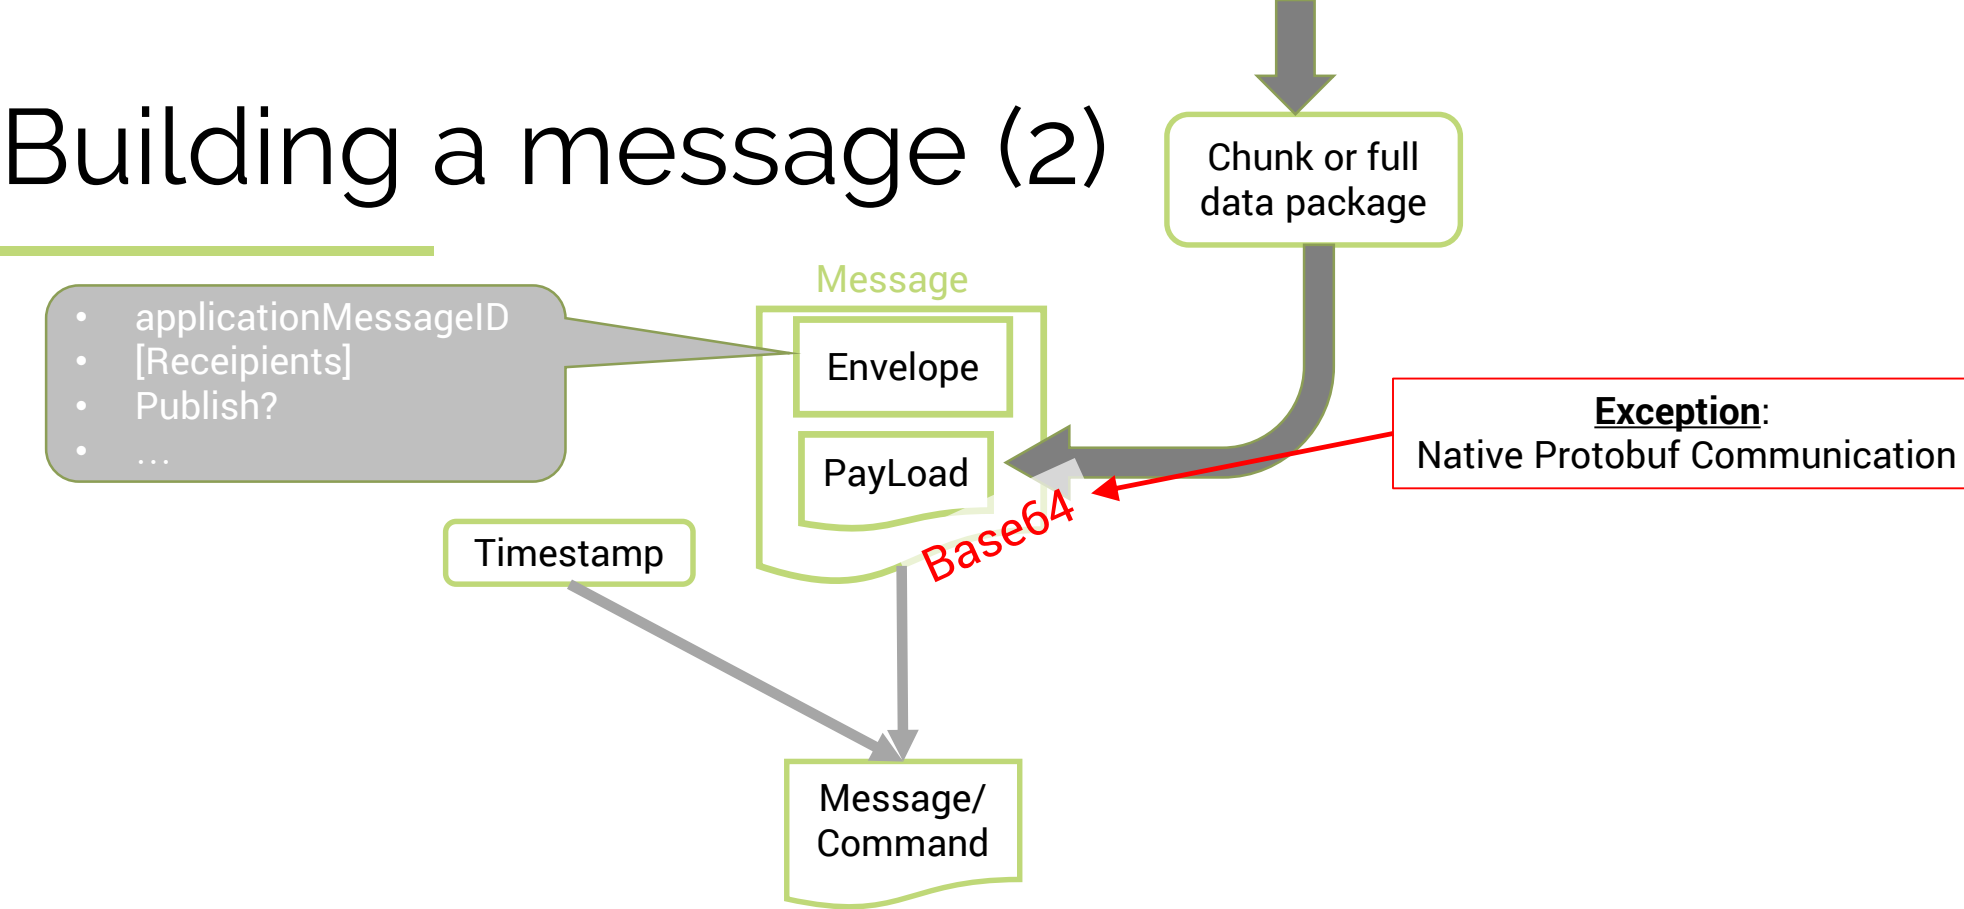 Building a message (2)
Chunk or full
data package
Message
• applicationMessageID
• [Receipients]
• Publish?
• …
Envelope
PayLoad
Base64
Exception:
Native Protobuf Communication
Timestamp
Message/
Command